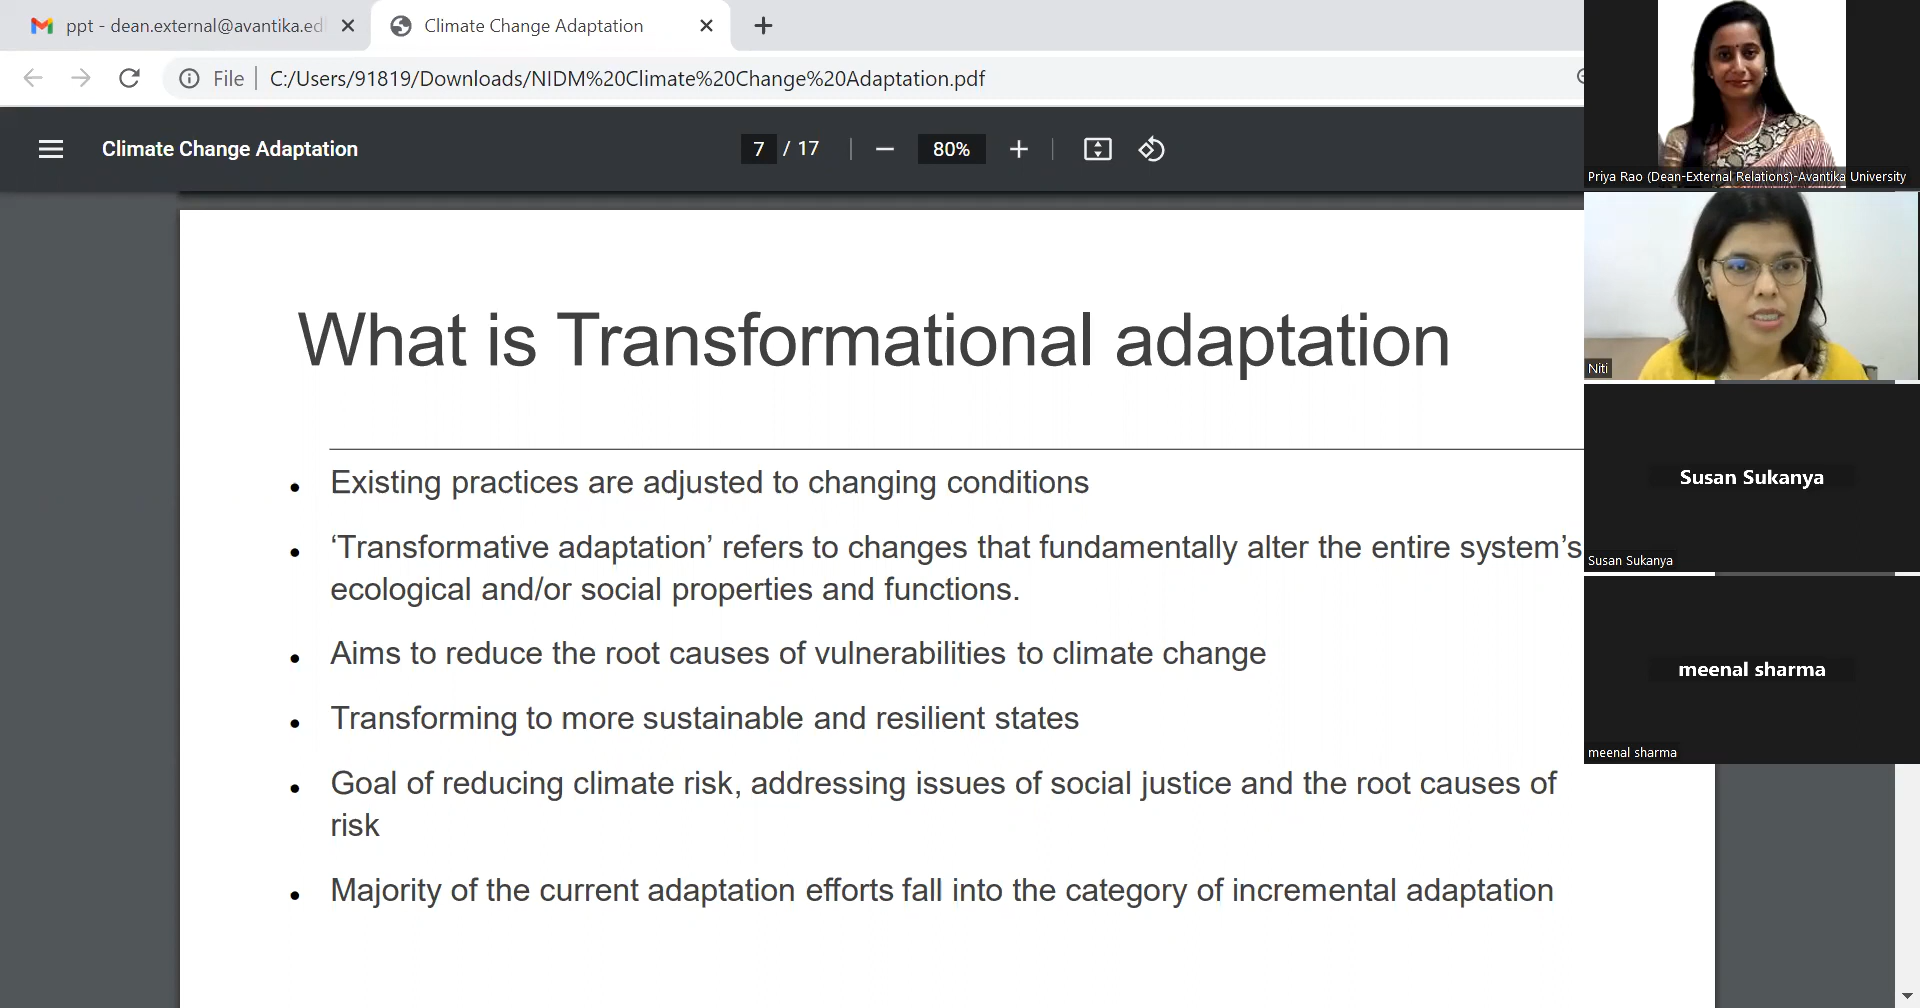 ppt - dean.external@avantika.ed
Climate Change Adaptation
File
C:/Users/91819/Downloads/NIDM%20Climate%20Change%20Adaptation.pdf
Climate Change Adaptation
7 / 17
80%
What is Transformational adaptation
• Existing practices are adjusted to changing conditions
• ‘Transformative adaptation’ refers to changes that fundamentally alter the entire system’s
ecological and/or social properties and functions.
• Aims to reduce the root causes of vulnerabilities to climate change
• Transforming to more sustainable and resilient states
• Goal of reducing climate risk, addressing issues of social justice and the root causes of
risk
• Majority of the current adaptation efforts fall into the category of incremental adaptation
Priya Rao (Dean-External Relations)-Avantika University
Niti
Susan Sukanya
Susan Sukanya
meenal sharma
meenal sharma